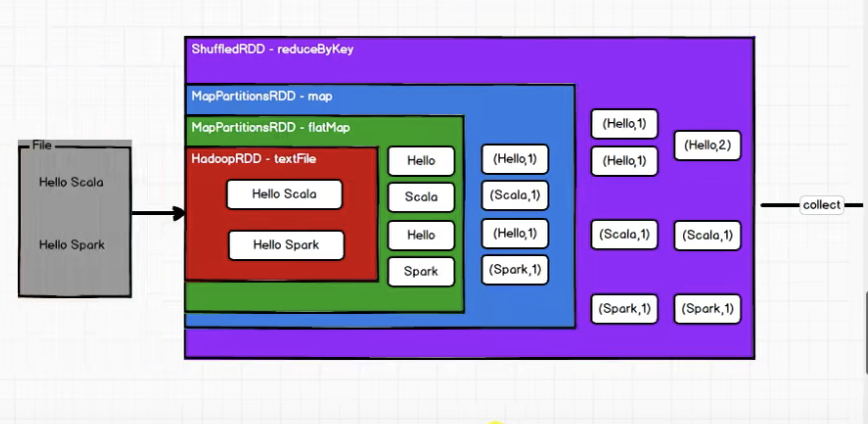 ShuffledRDD - reduceByKey
MapPartitionsRDD - map
MapPartitionsRDD - flatMap
HadoopRDD - textFile
File
Hello Scala
Hello Spark
Hello Scala
Hello Spark
Hello
Scala
Hello
Spark
(Hello,1)
(Scala,1)
(Hello,1)
(Spark,1)
(Hello,1)
(Hello,1)
(Scala,1)
(Spark,1)
(Hello,2)
(Scala,1)
(Spark,1)
collect